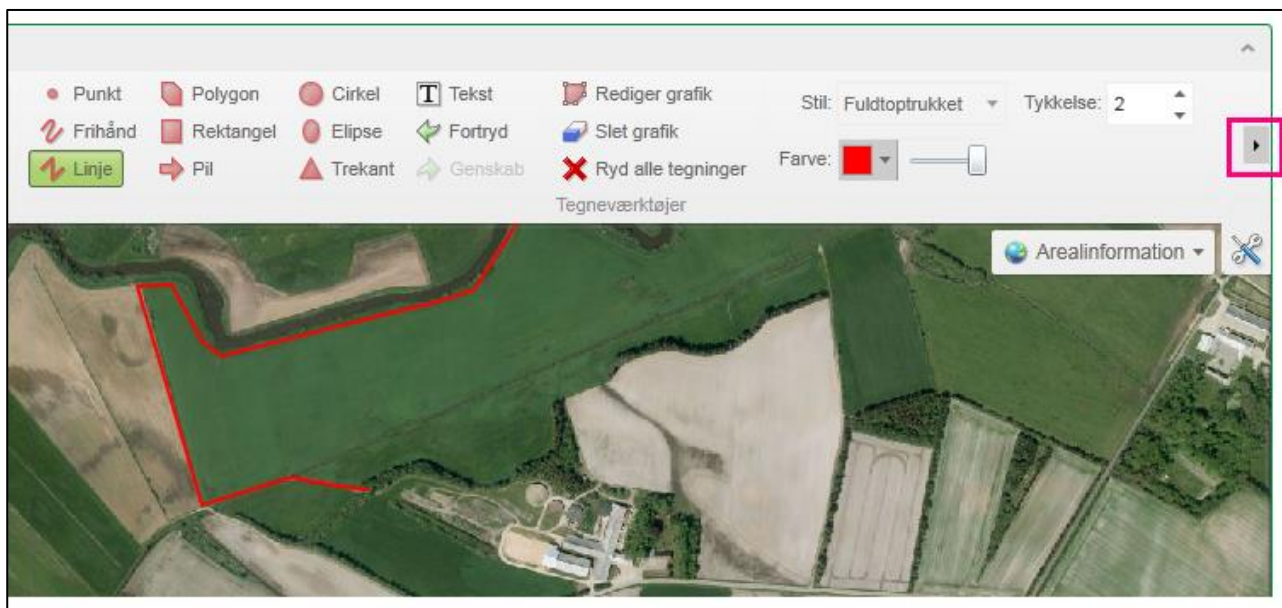 Punkt Polygon Cirkel T Tekst Rediger grafik Stil: Fuldtoptrukket Tykkelse: 2
Frihånd Rektangel Elipse Fortryd Slet grafik
Linje Pil Trekant Genskab Ryd alle tegninger Farve:
Tegneværktøjer
Arealinformation